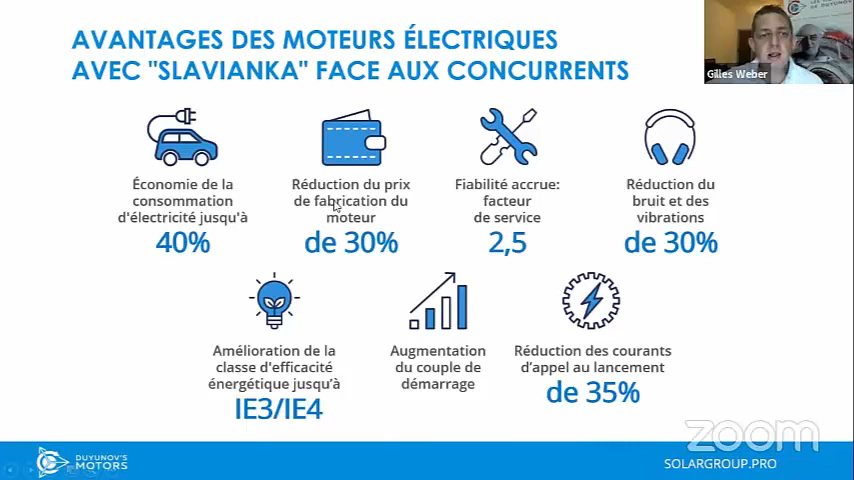 AVANTAGES DES MOTEURS ÉLECTRIQUES
AVEC "SLAVIANKA" FACE AUX CONCURRENTS
Gilles Weber
Économie de la
consommation
d'électricité jusqu'à
40%
Réduction du prix
de fabrication du
moteur
de 30%
Fiabilité accrue:
facteur
de service
2,5
Réduction du
bruit et des
vibrations
de 30%
Amélioration de la
classe d'efficacité
énergétique jusqu'à
IE3/IE4
Augmentation
du couple de
démarrage
Réduction des courants
d'appel au lancement
de 35%
zoom
DUYUNOV'S
MOTORS
SOLARGROUP.PRO